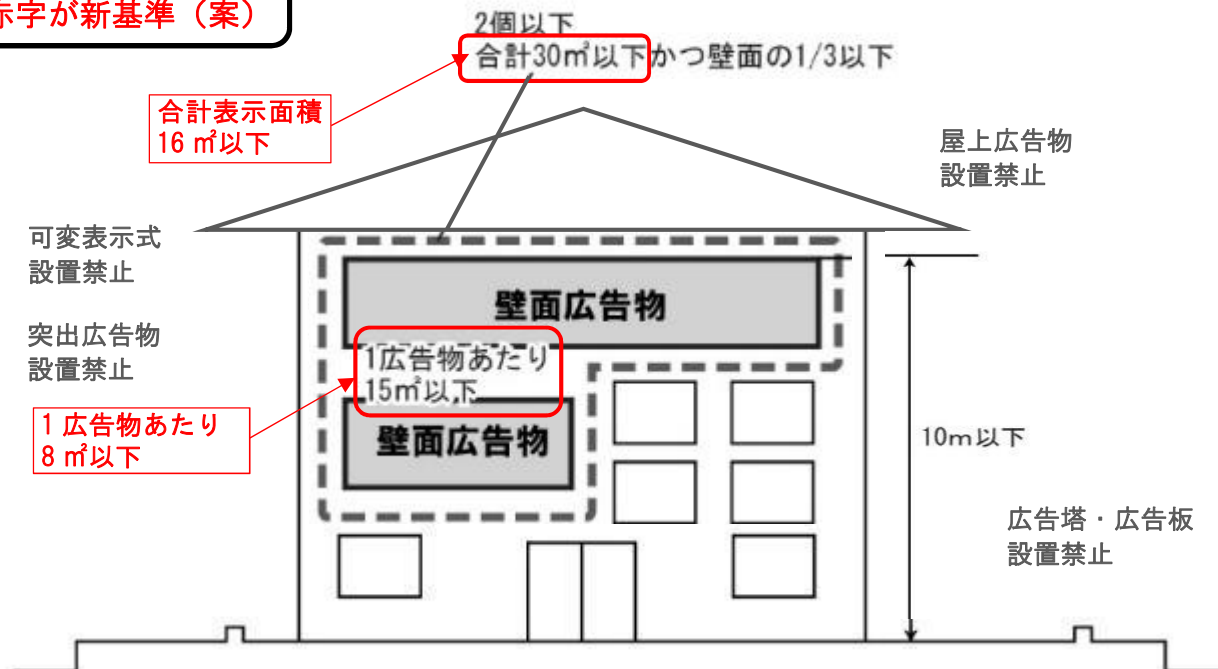 赤字が新基準（案）
2個以下
合計30㎡以下かつ壁面の1/3以下
合計表示面積
16 ㎡以下
屋上広告物
設置禁止
可変表示式
設置禁止
壁面広告物
突出広告物
設置禁止
1広告物あたり
15㎡以下
1 広告物あたり
8 ㎡以下
壁面広告物
10m以下
広告塔・広告板
設置禁止